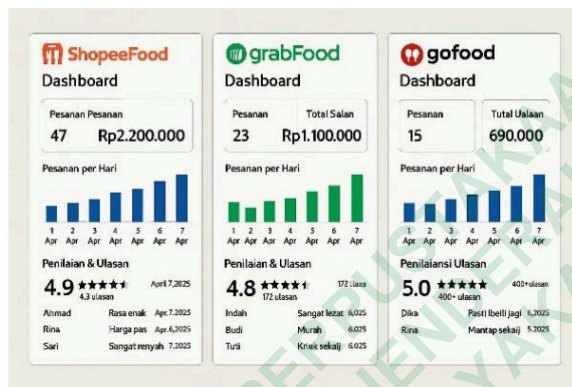 ShopeeFood
Dashboard
Pesanan Pesanan
47 Rp2.200.000
Pesanan per Hari
1 2 3 4 5 6 7
Apr Apr Apr Apr Apr Apr Apr
Penilaian & Ulasan
4.9 April 7,2025
4.3 ulasan
Ahmad Rasa enak Apr.7,2025
Rina Harga pas Apr.6,2025
Sari Sangat renyah 7,2025
grabFood
Dashboard
Pesanan Total Salan
23 Rp1.100.000
Pesanan per Hari
1 2 3 4 5 6 7
Apr Apr Apr Apr Apr Apr Apr
Penilaian & Ulasan
4.8 172
172 ulasan
Indah Sangat lezat 6,025
Budi Murah 6.025
Tuti Kriuk sekalj 6.025
gofood
Dashboard
Pesanan Tutal Ualaan
15 690.000
Pesanan per Hari
1 2 3 4 5 6 7
Apr Apr Apr Apr Apr Apr Apr
Penilaiansi Ulasan
5.0 400+ulasan
400+ ulasan
Dika Pasti lbeilli jagi 6,2025
Rina Mantap sekaij 5.2025